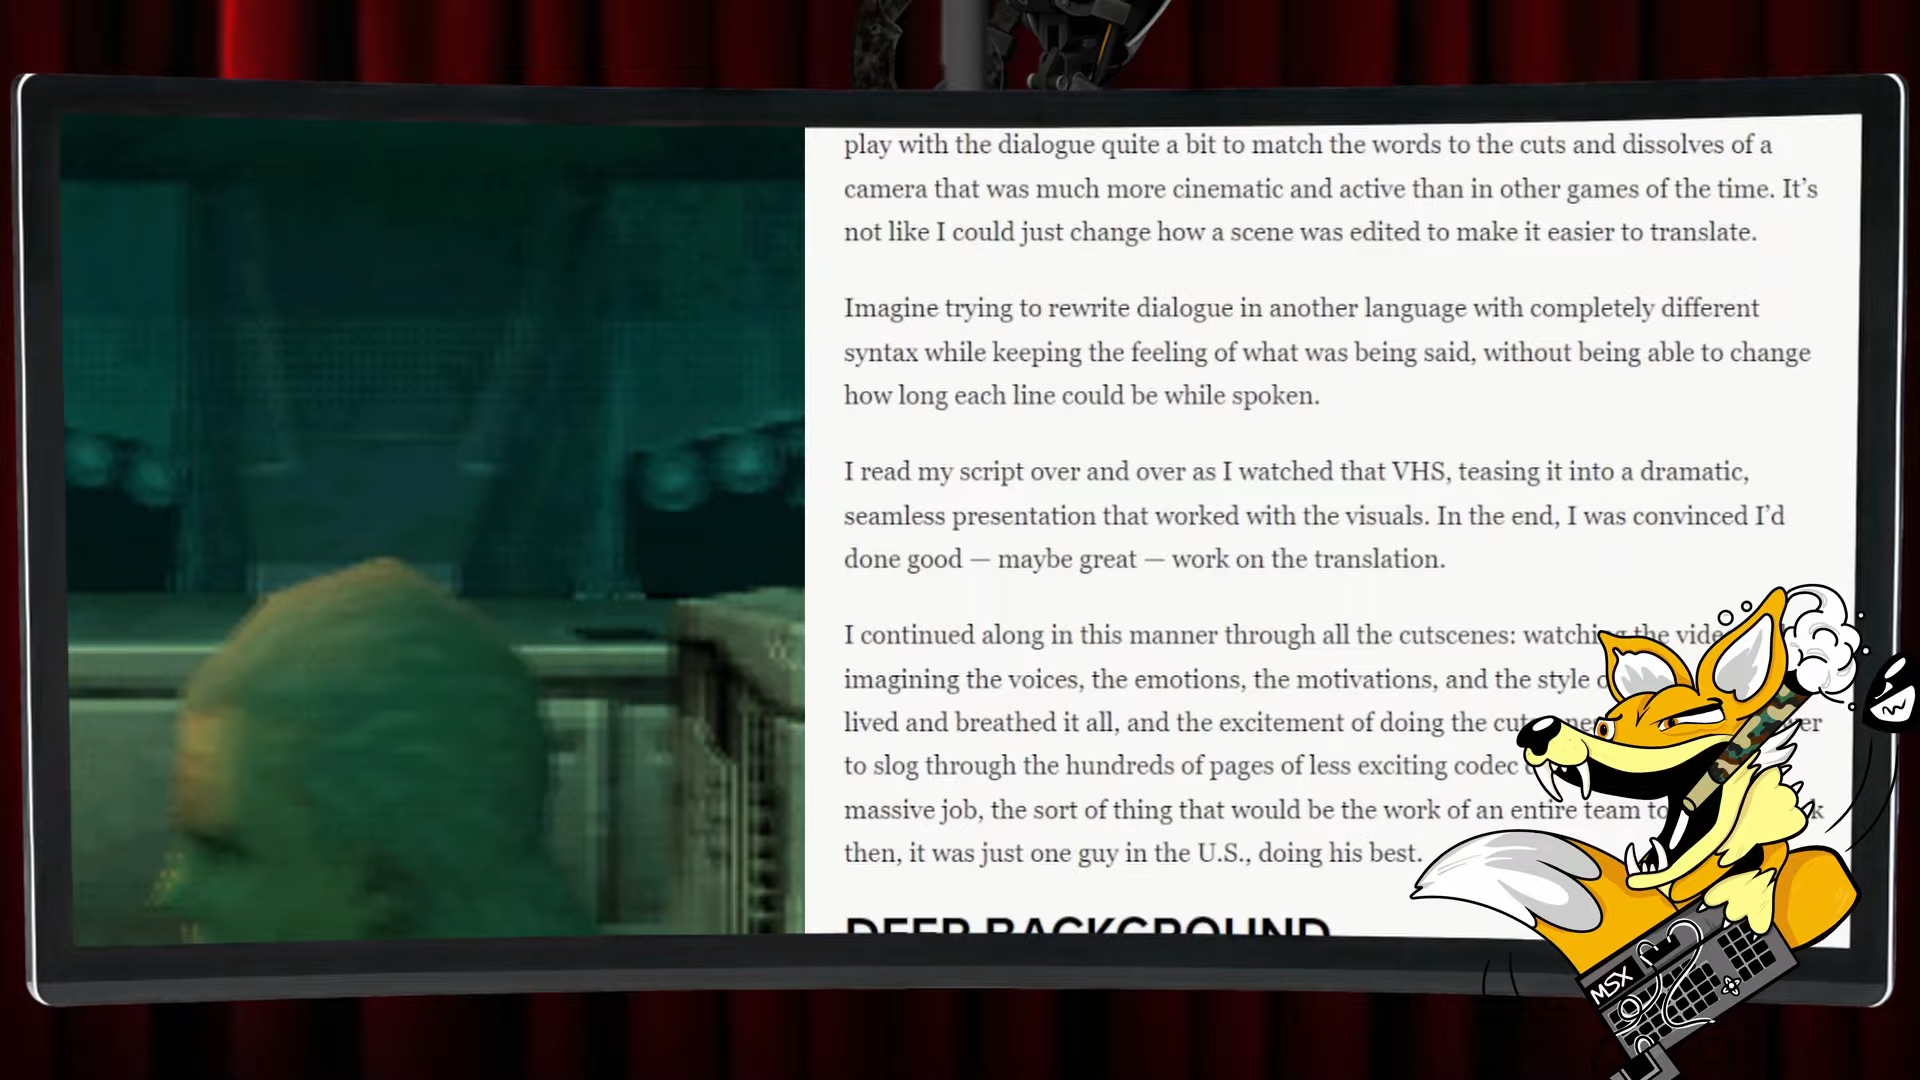 play with the dialogue quite a bit to match the words to the cuts and dissolves of a
camera that was much more cinematic and active than in other games of the time. It’s
not like I could just change how a scene was edited to make it easier to translate.
Imagine trying to rewrite dialogue in another language with completely different
syntax while keeping the feeling of what was being said, without being able to change
how long each line could be while spoken.
I read my script over and over as I watched that VHS, teasing it into a dramatic,
seamless presentation that worked with the visuals. In the end, I was convinced I’d
done good — maybe great — work on the translation.
I continued along in this manner through all the cutscenes: watching the
imagining the voices, the emotions, the motivations, and the style
lived and breathed it all, and the excitement of doing the
to slog through the hundreds of pages of less exciting codec
massive job, the sort of thing that would be the work of an entire team
then, it was just one guy in the U.S., doing his best.
DEEP BACKGROUND
MSX